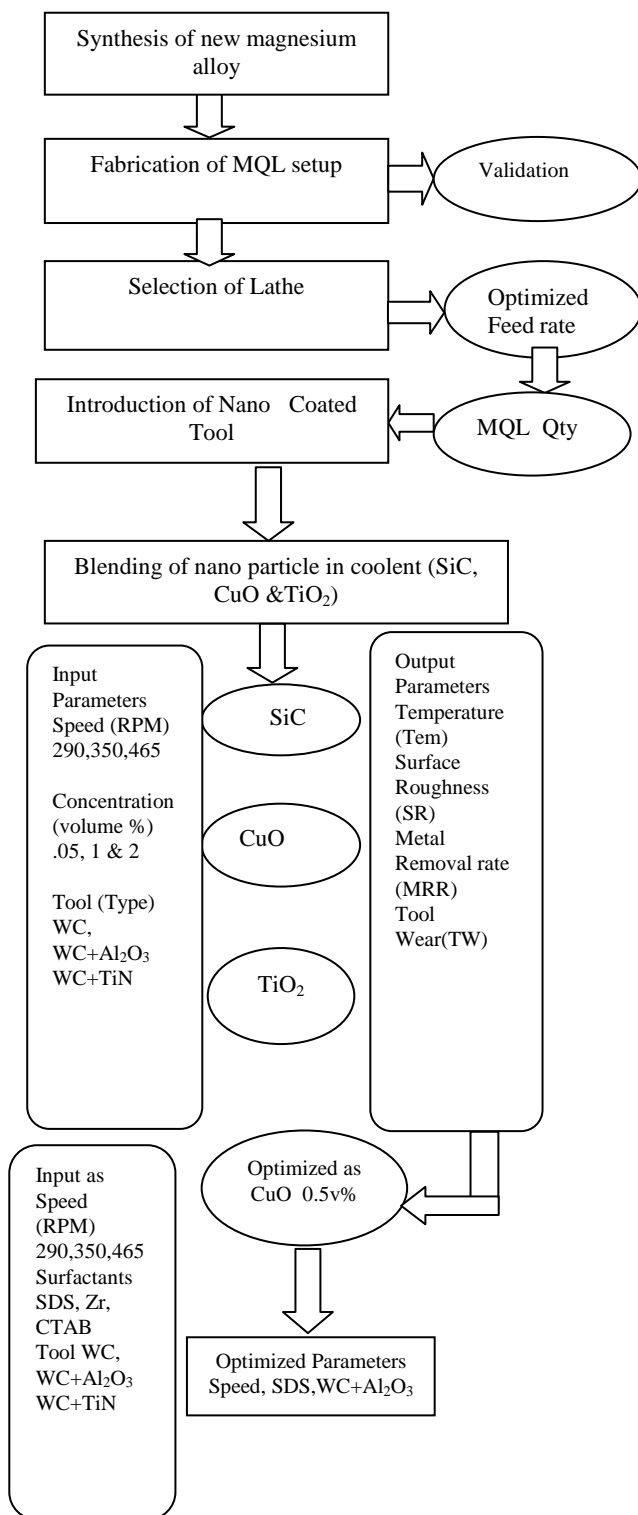 Synthesis of new magnesium
alloy
Fabrication of MQL setup
Validation
Selection of Lathe
Optimized
Feed rate
MQL Qty
Introduction of Nano Coated
Tool
Blending of nano particle in coolent (SiC,
CuO &TiO₂)
Input
Parameters
Speed (RPM)
290,350,465
Concentration
(volume %)
.05, 1 & 2
Tool (Type)
WC,
WC+Al₂O₃
WC+TiN
SiC
CuO
TiO₂
Output
Parameters
Temperature
(Tem)
Surface
Roughness
(SR)
Metal
Removal rate
(MRR)
Tool
Wear(TW)
Optimized as
CuO 0.5v%
Input as
Speed
(RPM)
290,350,465
Surfactants
SDS, Zr,
CTAB
Tool WC,
WC+Al₂O₃
WC+TiN
Optimized Parameters
Speed, SDS,WC+Al₂O₃